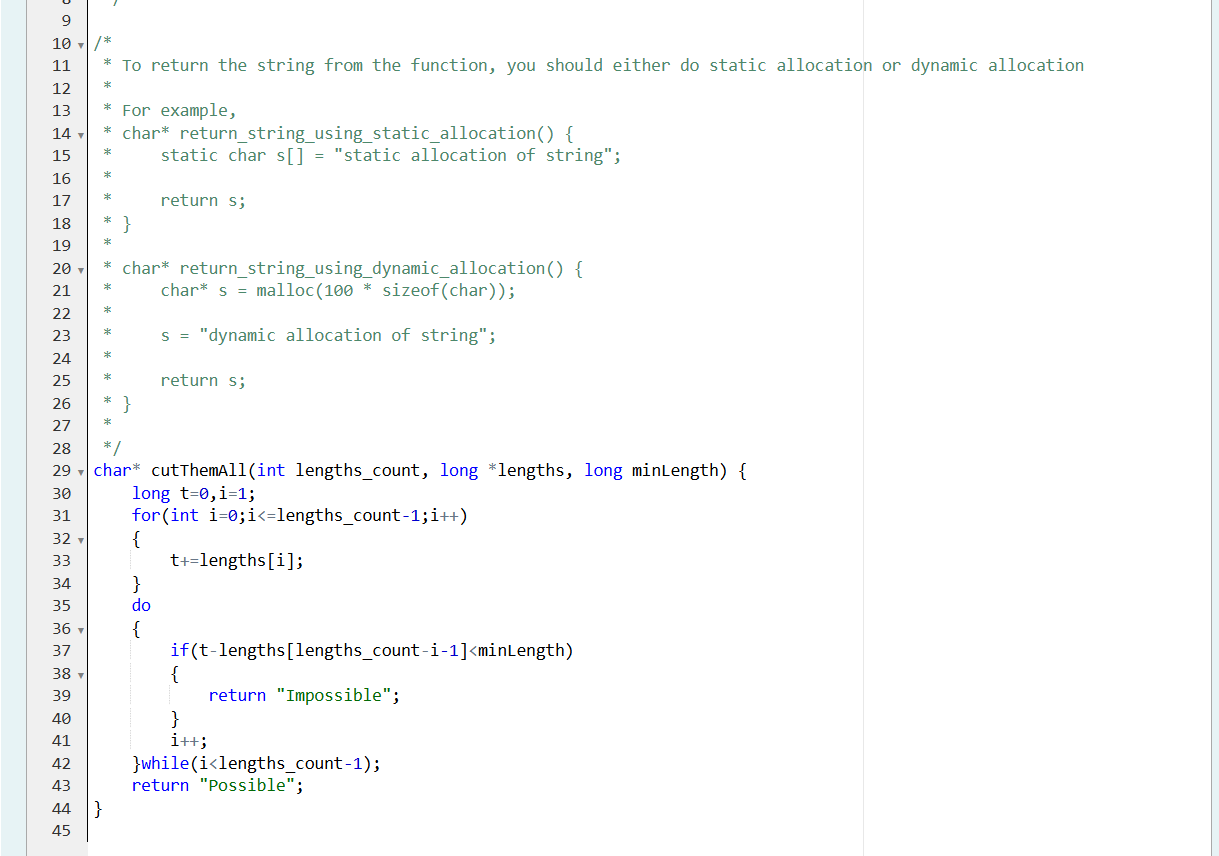 8 */
9
10 /*
11 * To return the string from the function, you should either do static allocation or dynamic allocation
12 *
13 * For example,
14 * char* return_string_using_static_allocation() {
15 *     static char s[] = "static allocation of string";
16 *
17 *     return s;
18 * }
19 *
20 * char* return_string_using_dynamic_allocation() {
21 *     char* s = malloc(100 * sizeof(char));
22 *
23 *     s = "dynamic allocation of string";
24 *
25 *     return s;
26 * }
27 *
28 */
29 char* cutThemAll(int lengths_count, long *lengths, long minLength) {
30     long t=0,i=1;
31     for(int i=0;i<=lengths_count-1;i++)
32     {
33         t+=lengths[i];
34     }
35     do
36     {
37         if(t-lengths[lengths_count-i-1]<minLength)
38         {
39             return "Impossible";
40         }
41         i++;
42     }while(i<lengths_count-1);
43     return "Possible";
44 }
45